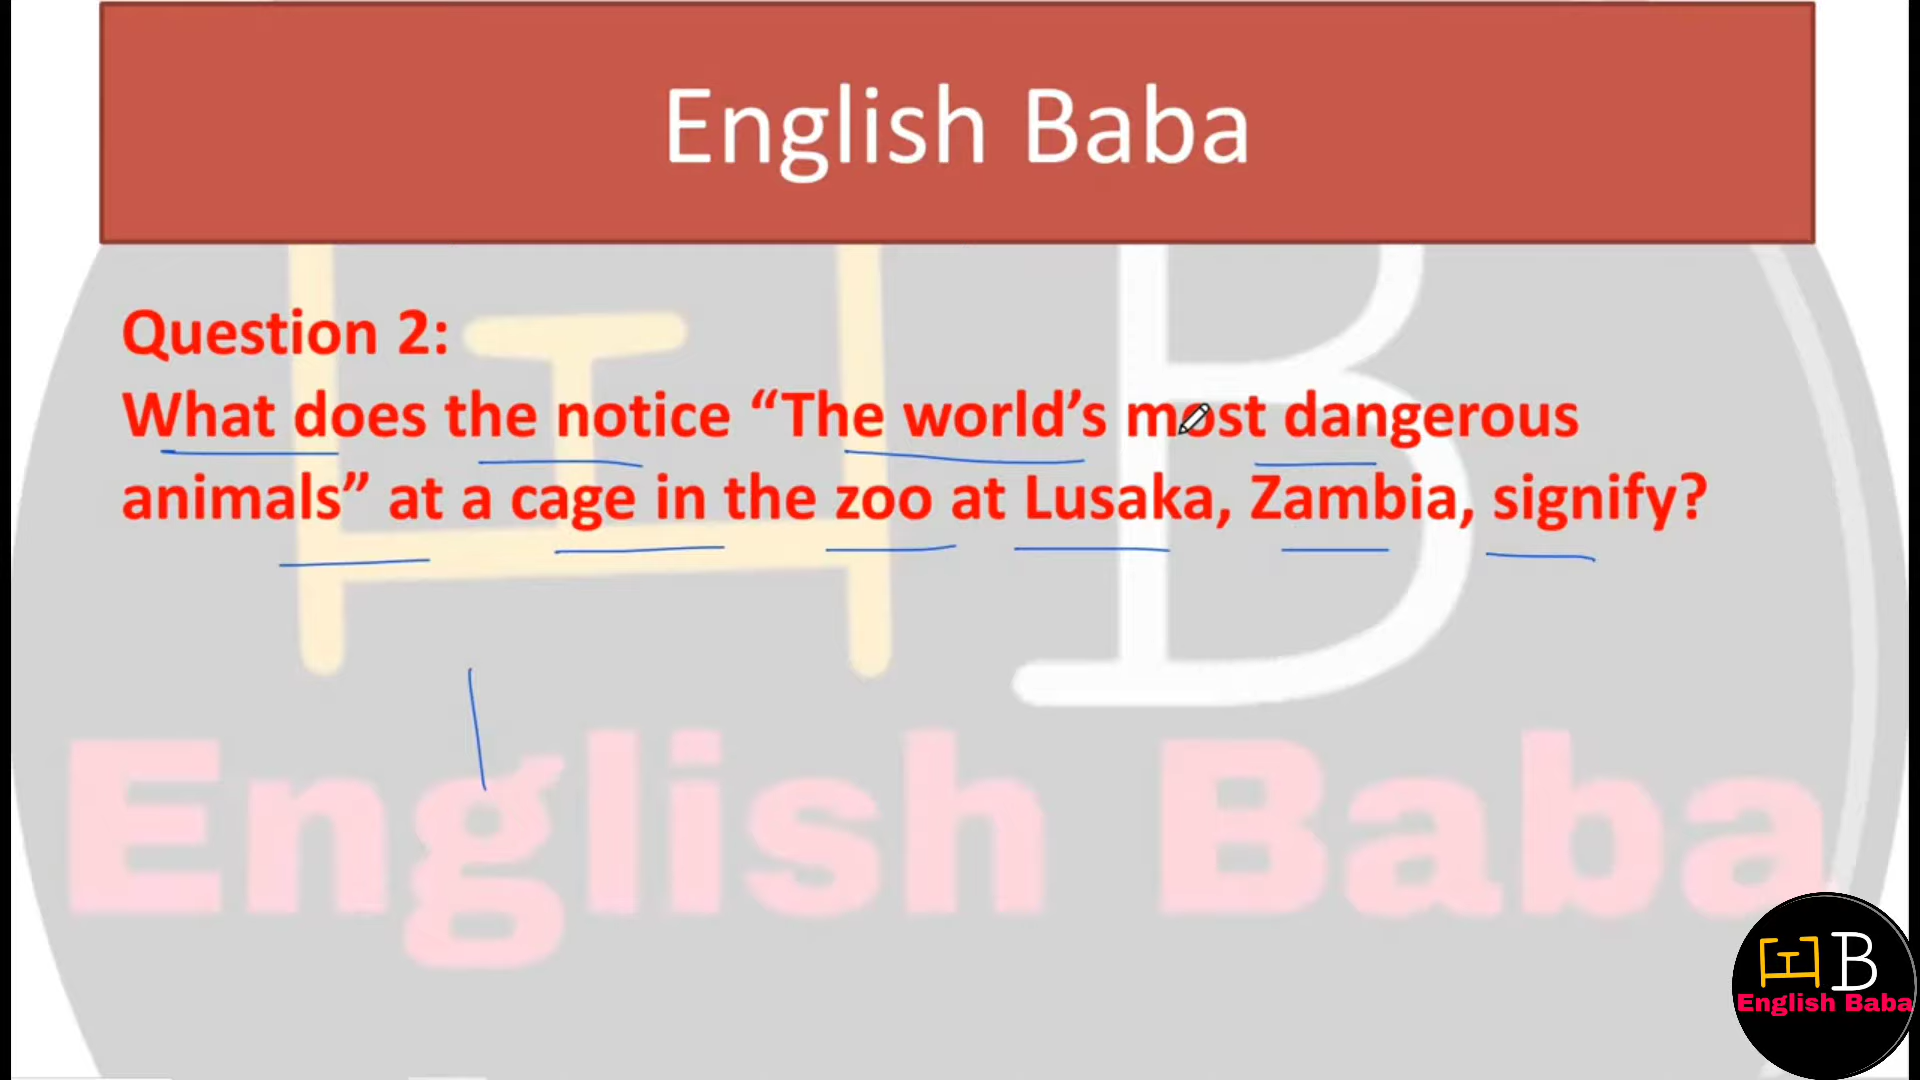 English Baba
Question 2:
What does the notice “The world’s most dangerous
animals” at a cage in the zoo at Lusaka, Zambia, signify?
English Baba
B
English Baba